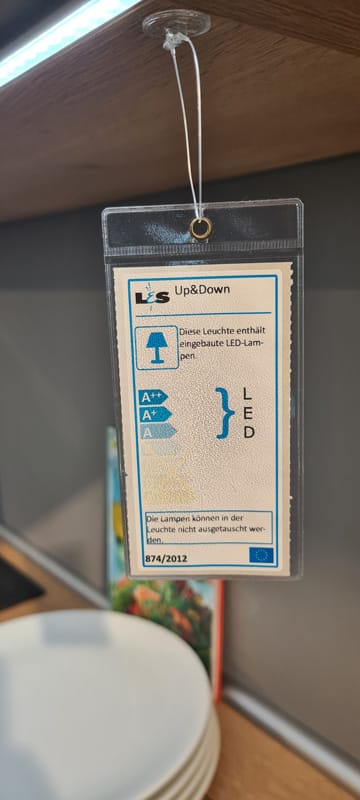 L&S Up&Down
Diese Leuchte enthält
eingebaute LED-Lam-
pen.
A++
A+
A
L
E
D
Die Lampen können in der
Leuchte nicht ausgetauscht wer-
den.
874/2012